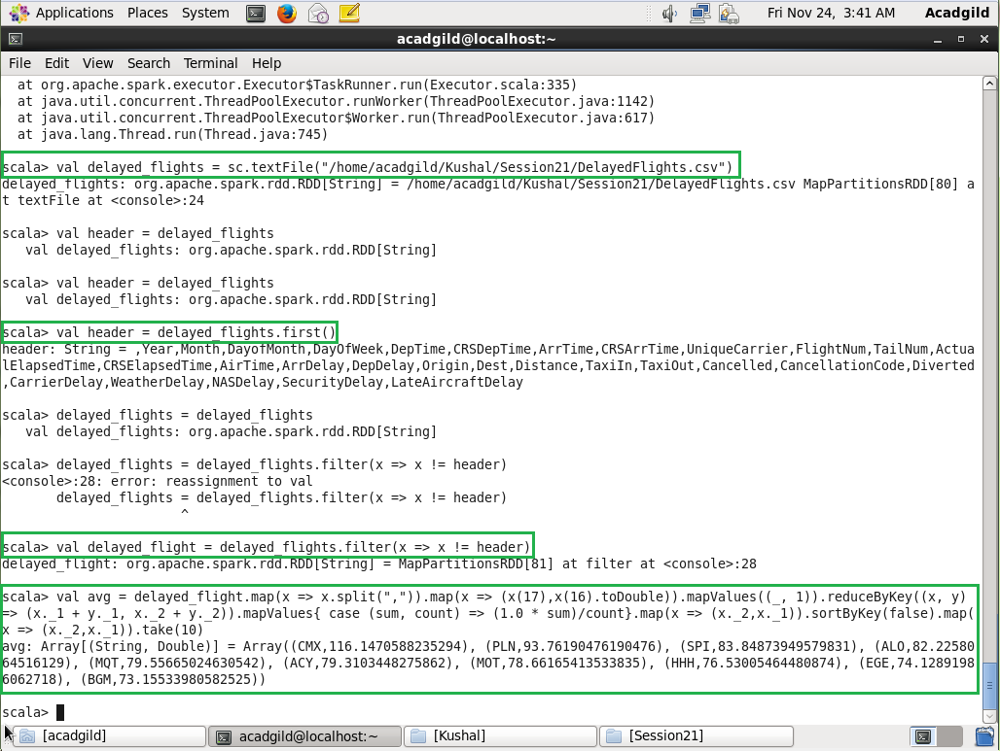 Applications Places System Fri Nov 24, 3:41 AM Acadgild
acadgild@localhost:~
File Edit View Search Terminal Help
at org.apache.spark.executor.Executor$TaskRunner.run(Executor.scala:335)
at java.util.concurrent.ThreadPoolExecutor.runWorker(ThreadPoolExecutor.java:1142)
at java.util.concurrent.ThreadPoolExecutor$Worker.run(ThreadPoolExecutor.java:617)
at java.lang.Thread.run(Thread.java:745)
scala> val delayed_flights = sc.textFile("/home/acadgild/Kushal/Session21/DelayedFlights.csv")
delayed_flights: org.apache.spark.rdd.RDD[String] = /home/acadgild/Kushal/Session21/DelayedFlights.csv MapPartitionsRDD[80] a
t textFile at <console>:24
scala> val header = delayed_flights
val delayed_flights: org.apache.spark.rdd.RDD[String]
scala> val header = delayed_flights
val delayed_flights: org.apache.spark.rdd.RDD[String]
scala> val header = delayed_flights.first()
header: String = ,Year,Month,DayofMonth,DayOfWeek,DepTime,CRSDepTime,ArrTime,CRSArrTime,UniqueCarrier,FlightNum,TailNum,Actua
lElapsedTime,CRSElapsedTime,AirTime,ArrDelay,DepDelay,Origin,Dest,Distance,TaxiIn,TaxiOut,Cancelled,CancellationCode,Diverted
,CarrierDelay,WeatherDelay,NASDelay,SecurityDelay,LateAircraftDelay
scala> delayed_flights = delayed_flights
val delayed_flights: org.apache.spark.rdd.RDD[String]
scala> delayed_flights = delayed_flights.filter(x => x != header)
<console>:28: error: reassignment to val
delayed_flights = delayed_flights.filter(x => x != header)
^
scala> val delayed_flight = delayed_flights.filter(x => x != header)
delayed_flight: org.apache.spark.rdd.RDD[String] = MapPartitionsRDD[81] at filter at <console>:28
scala> val avg = delayed_flight.map(x => x.split(",")).map(x => (x(17),x(16).toDouble)).mapValues((_, 1)).reduceByKey((x, y)
=> (x._1 + y._1, x._2 + y._2)).mapValues{ case (sum, count) => (1.0 * sum)/count}.map(x => (x._2,x._1)).sortByKey(false).map(
x => (x._2,x._1)).take(10)
avg: Array[(String, Double)] = Array((CMX,116.1470588235294), (PLN,93.76190476190476), (SPI,83.84873949579831), (ALO,82.22580
64516129), (MQT,79.55665024630542), (ACY,79.3103448275862), (MOT,78.66165413533835), (HHH,76.53005464480874), (EGE,74.1289198
6062718), (BGM,73.15533980582525))
scala>
[acadgild] acadgild@localhost:~ [Kushal] [Session21]